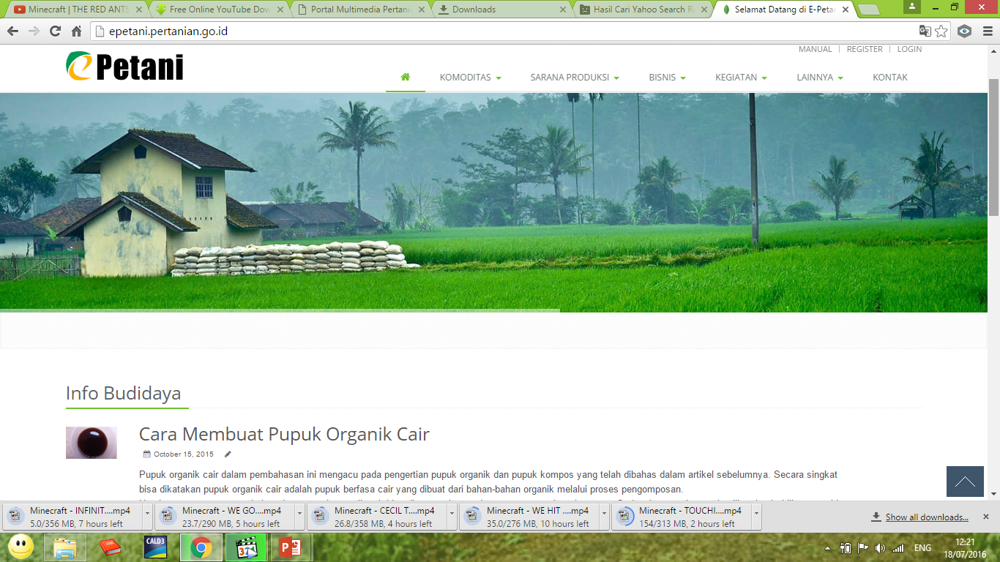 Minecraft | THE RED ANTS
Free Online YouTube Dow
Portal Multimedia Pertania
Downloads
Hasil Cari Yahoo Search Re
Selamat Datang di E-Petan
epetani.pertanian.go.id
MANUAL | REGISTER | LOGIN
ePetani
KOMODITAS SARANA PRODUKSI BISNIS KEGIATAN LAINNYA KONTAK
Info Budidaya
Cara Membuat Pupuk Organik Cair
October 15, 2015
Pupuk organik cair dalam pembahasan ini mengacu pada pengertian pupuk organik dan pupuk kompos yang telah dibahas dalam artikel sebelumnya. Secara singkat
bisa dikatakan pupuk organik cair adalah pupuk berfasa cair yang dibuat dari bahan-bahan organik melalui proses pengomposan.
Minecraft - INFINIT....mp4
5.0/356 MB, 7 hours left
Minecraft - WE GO....mp4
23.7/290 MB, 5 hours left
Minecraft - CECIL T....mp4
26.8/358 MB, 4 hours left
Minecraft - WE HIT ....mp4
35.0/276 MB, 10 hours left
Minecraft - TOUCHI....mp4
154/313 MB, 2 hours left
Show all downloads...
CALD3
ENG
12:21
18/07/2016